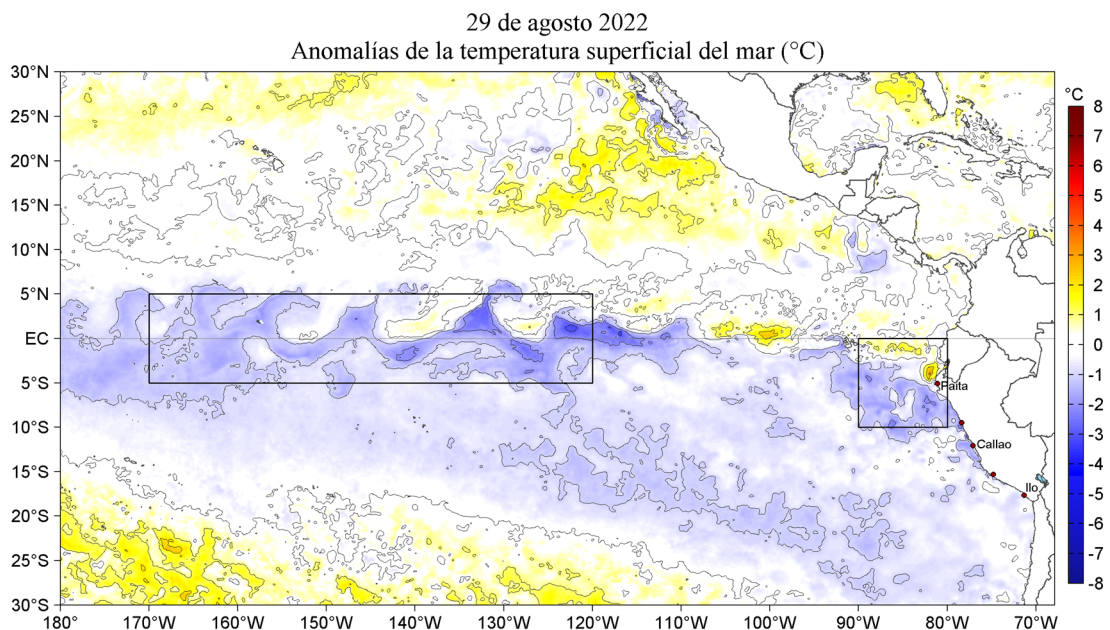 29 de agosto 2022
Anomalías de la temperatura superficial del mar (°C)
30°N
25°N
20°N
15°N
10°N
5°N
EC
5°S
10°S
15°S
20°S
25°S
30°S
180
170°W
160°W
150°W
140°W
130°W
120°W
110°W
100°W
90°W
80°W
70°W
Paita
Callao
Ilo
°C
8
7
6
5
4
3
2
1
0
-1
-2
-3
-4
-5
-6
-7
-8